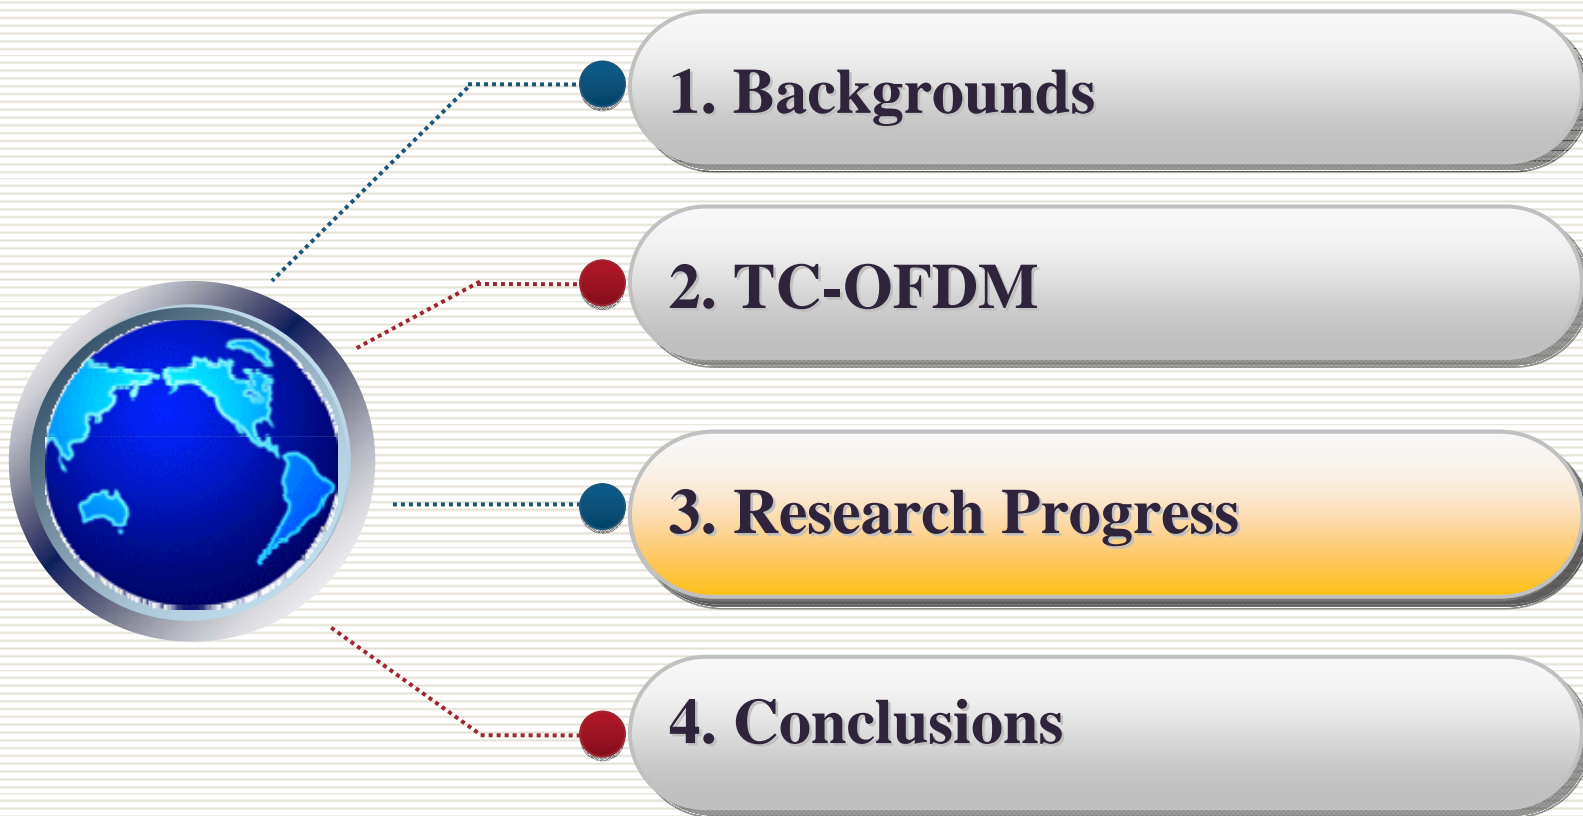 1. Backgrounds
2. TC-OFDM
3. Research Progress
4. Conclusions